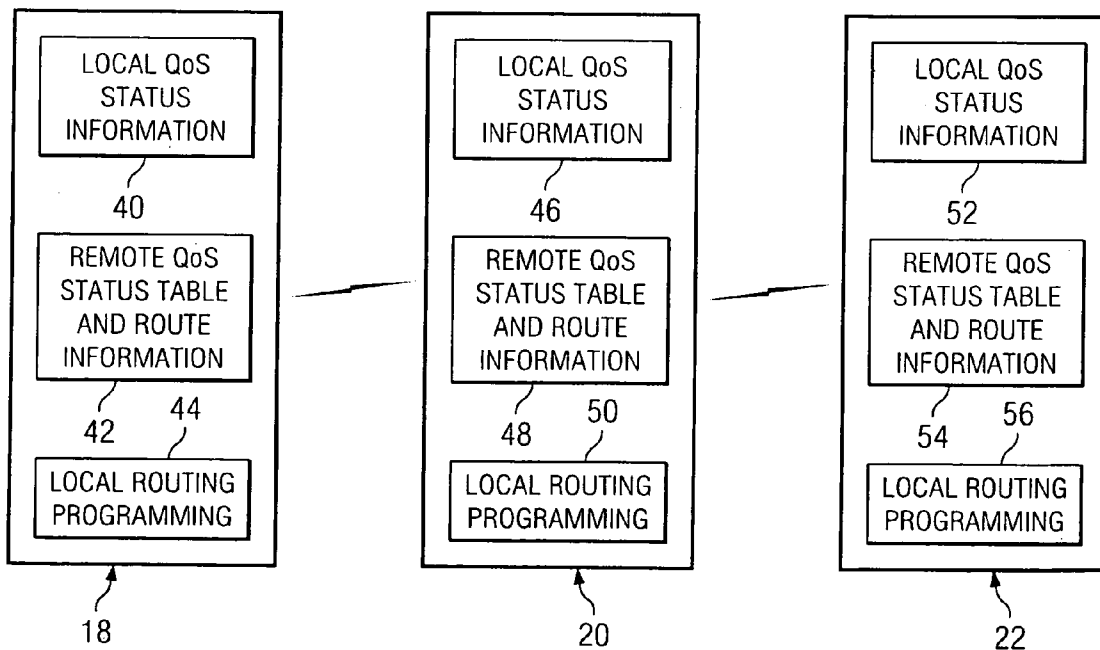 LOCAL QoS
STATUS
INFORMATION
40
REMOTE QoS
STATUS TABLE
AND ROUTE
INFORMATION
42
44
LOCAL ROUTING
PROGRAMMING
18
LOCAL QoS
STATUS
INFORMATION
46
REMOTE QoS
STATUS TABLE
AND ROUTE
INFORMATION
48
50
LOCAL ROUTING
PROGRAMMING
20
LOCAL QoS
STATUS
INFORMATION
52
REMOTE QoS
STATUS TABLE
AND ROUTE
INFORMATION
54
56
LOCAL ROUTING
PROGRAMMING
22